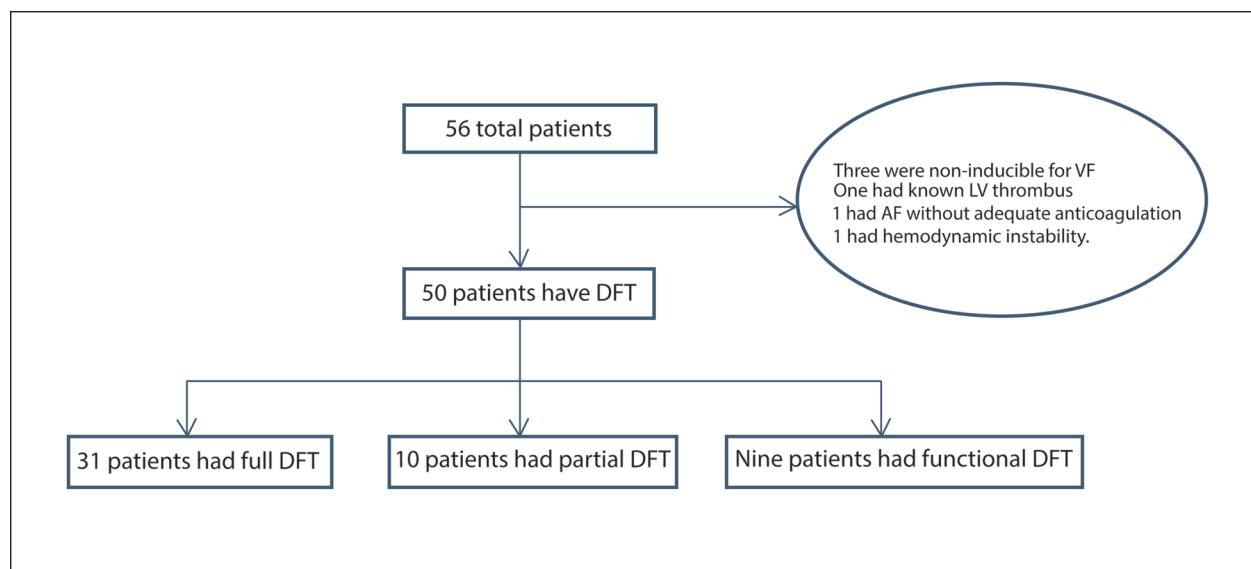 56 total patients
Three were non-inducible for VF
One had known LV thrombus
1 had AF without adequate anticoagulation
1 had hemodynamic instability.
50 patients have DFT
31 patients had full DFT
10 patients had partial DFT
Nine patients had functional DFT